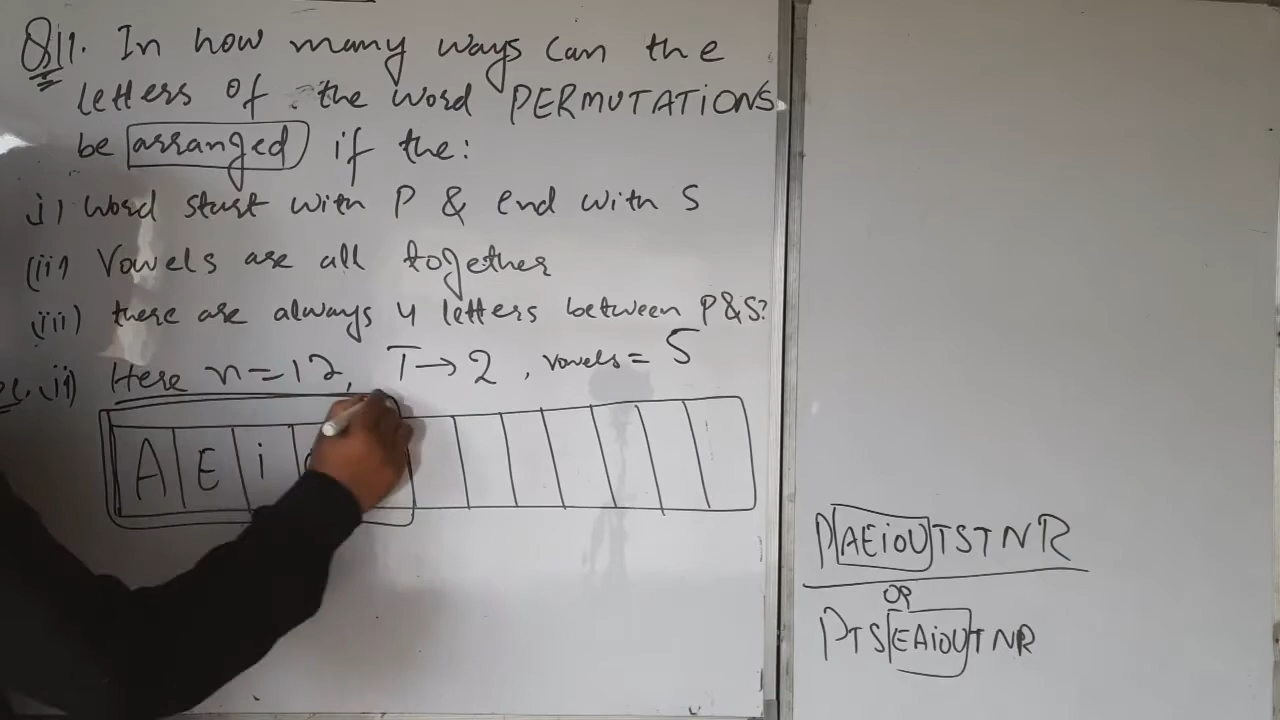 Q11. In how many ways can the
letters of the word PERMUTATIONS
be arranged if the:
i) Word start with P & end with S
(ii) Vowels are all together
(iii) there are always 4 letters between P&S?
ii) Here n=12, T→2, vowels = 5
A E i
PAEiOUTSTNR
OR
PTSEAiOUTNR